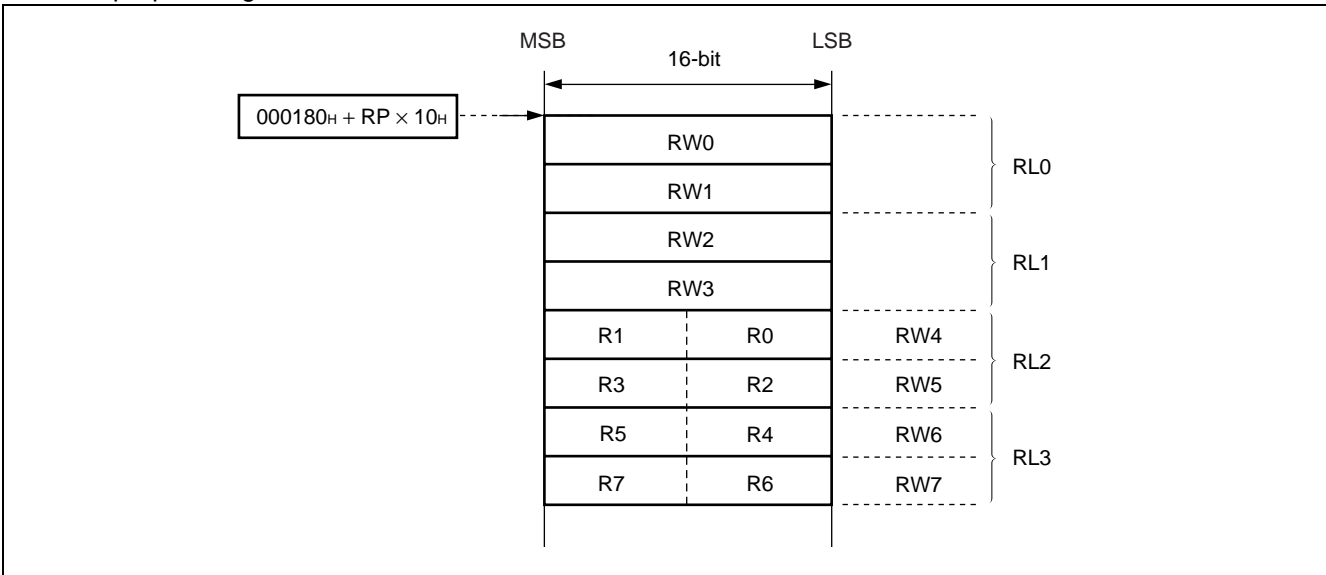 MSB LSB
16-bit
000180H + RP × 10H
RW0
RL0
RW1
RW2
RL1
RW3
R1 R0 RW4
RL2
R3 R2 RW5
R5 R4 RW6
RL3
R7 R6 RW7